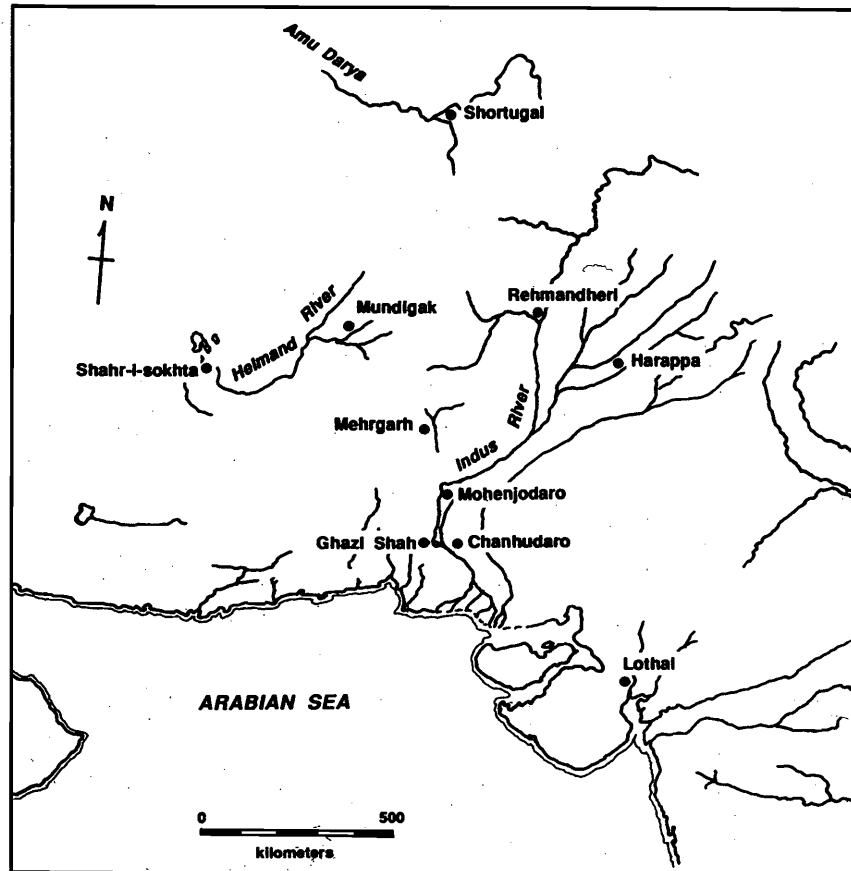 Amu Darya
Shortugai
N
Rehmandheri
Helmand River
Mundigak
Shahr-i-sokhta
Harappa
Mehrgarh
Indus River
Mohenjodaro
Ghazi Shah
Chanhudaro
Lothal
ARABIAN SEA
0 500
kilometers